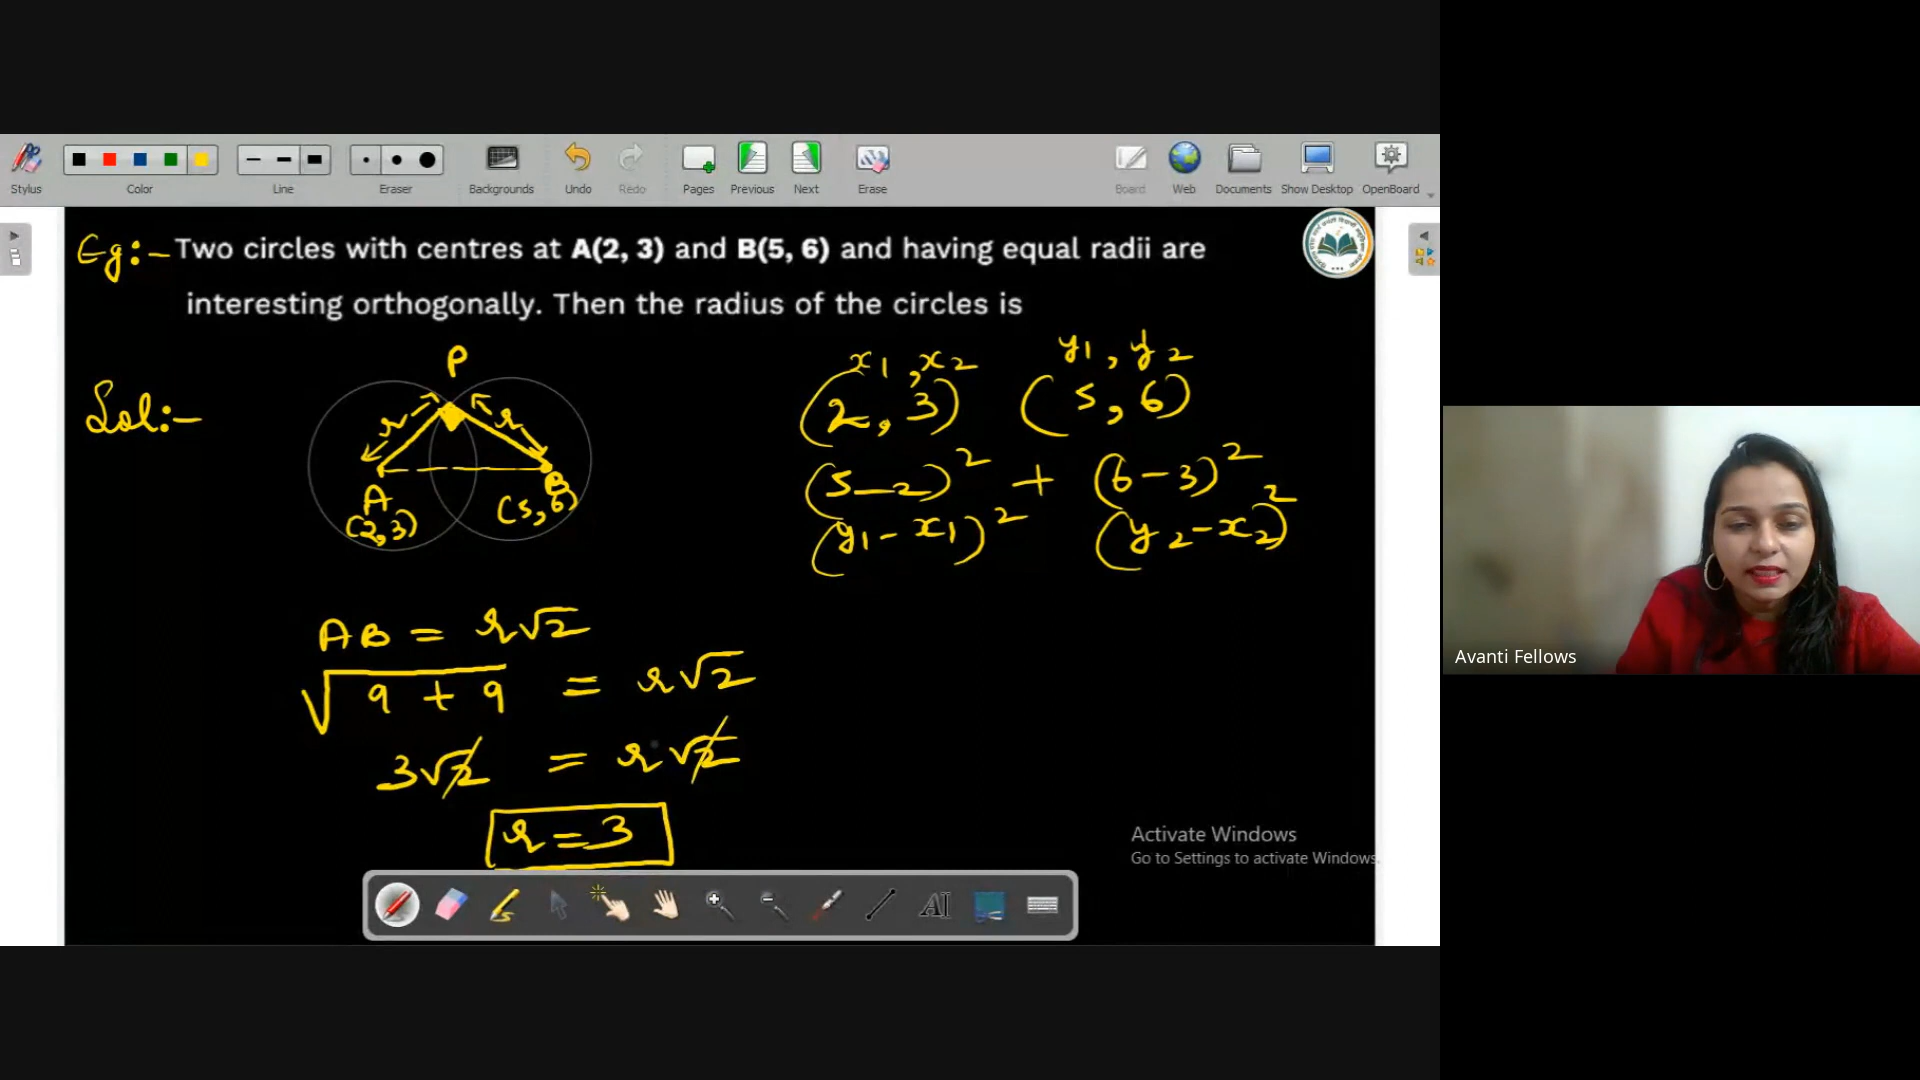 Stylus
Color
Line
Eraser
Backgrounds
Undo
Redo
Pages
Previous
Next
Erase
Board
Web
Documents
Show Desktop
OpenBoard
Eg:- Two circles with centres at A(2, 3) and B(5, 6) and having equal radii are
interesting orthogonally. Then the radius of the circles is
Sol:-
P
r
r
A
(2,3)
B
(5,6)
x1 , x2
y1 , y2
(2, 3)
(5, 6)
(5-2)² + (6-3)²
(y1 - x1)²
(y2 - x2)²
AB = r√2
√9 + 9 = r√2
3√2 = r√2
r = 3
Activate Windows
Go to Settings to activate Windows.
AI
Avanti Fellows